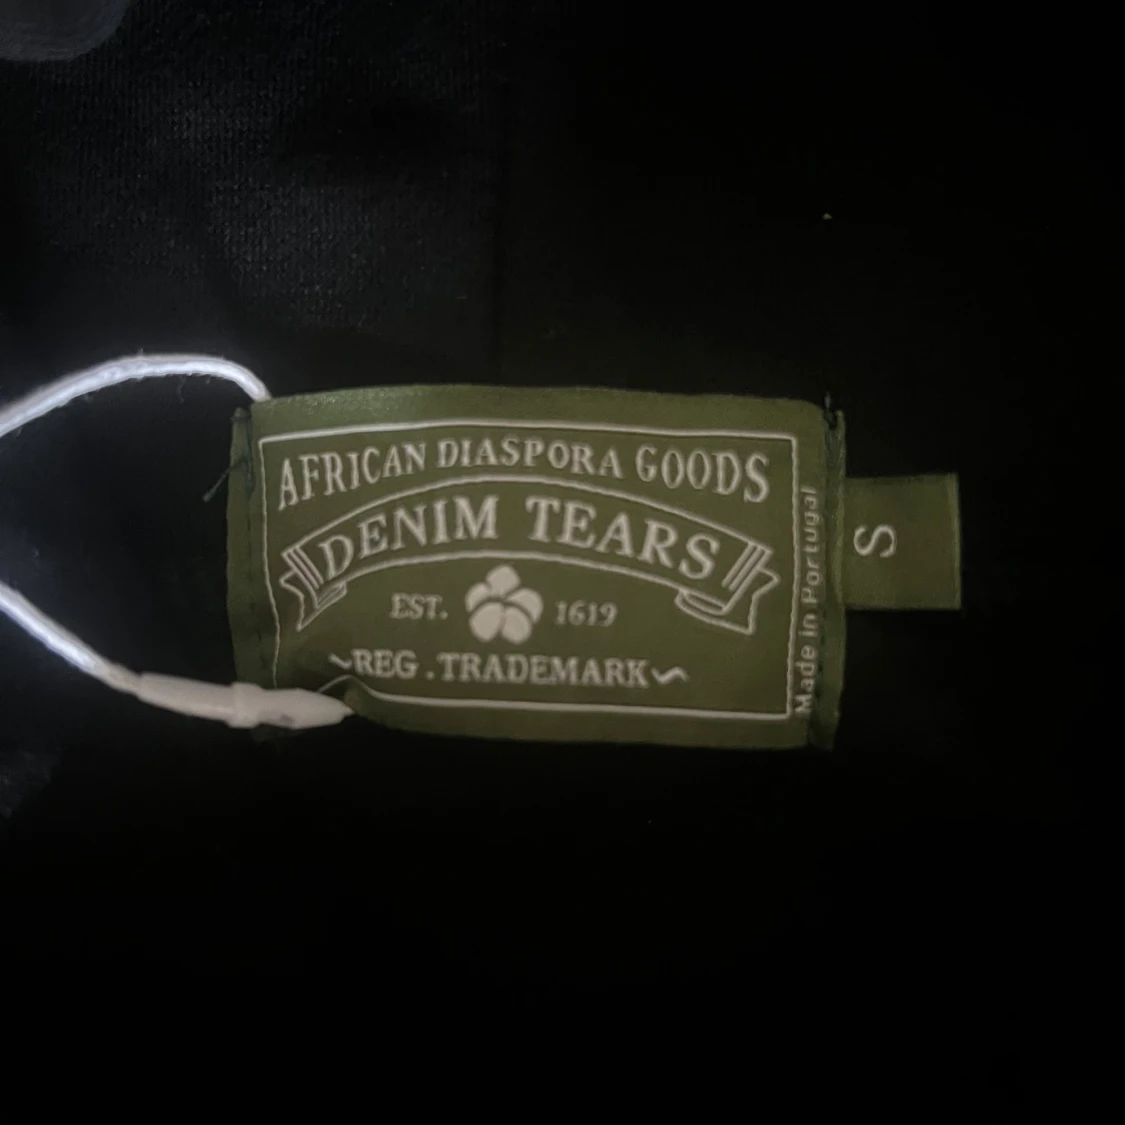 AFRICAN DIASPORA GOODS
DENIM TEARS
EST. 1619
~REG.TRADEMARK~
Made in Portugal
S